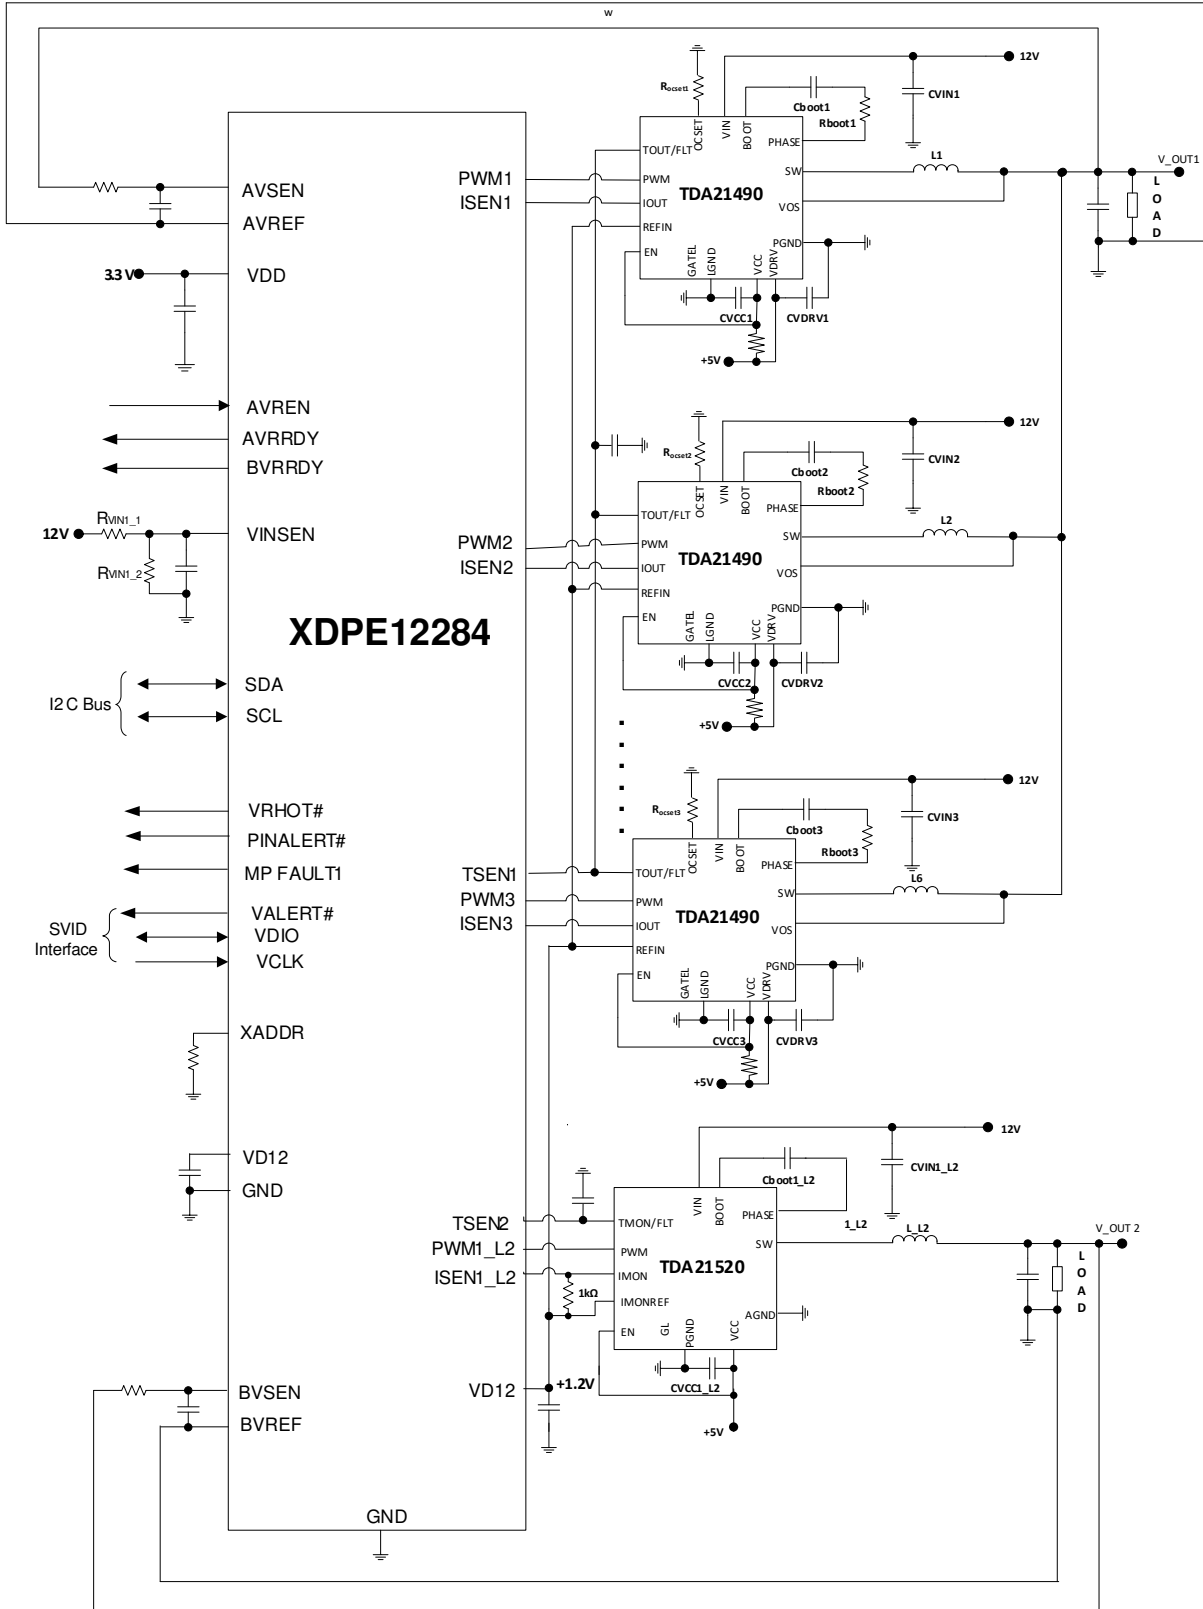 w
12V
CVIN1
Rocset1
Cboot1
Rboot1
OCSET
VIN
BOOT
PHASE
TOUT/FLT
PWM
IOUT
REFIN
EN
TDA21490
SW
VOS
PGND
GATEL
LGND
VCC
VDRV
L1
V_OUT1
LOAD
CVCC1
CVDRV1
+5V
PWM1
ISEN1
AVSEN
AVREF
3.3 V
VDD
AVREN
AVRRDY
BVRRDY
RVIN1_1
12V
RVIN1_2
VINSEN
XDPE12284
I2C Bus
SDA
SCL
12V
CVIN2
Rocset2
Cboot2
Rboot2
OCSET
VIN
BOOT
PHASE
TOUT/FLT
PWM
IOUT
REFIN
EN
TDA21490
SW
VOS
PGND
GATEL
LGND
VCC
VDRV
L2
CVCC2
CVDRV2
+5V
PWM2
ISEN2
VRHOT#
PINALERT#
MP FAULT1
SVID
Interface
VALERT#
VDIO
VCLK
XADDR
12V
CVIN3
Rocset3
Cboot3
Rboot3
OCSET
VIN
BOOT
PHASE
TOUT/FLT
PWM
IOUT
REFIN
EN
TDA21490
SW
VOS
PGND
GATEL
LGND
VCC
VDRV
L6
CVCC3
CVDRV3
+5V
TSEN1
PWM3
ISEN3
VD12
GND
12V
CVIN1_L2
Cboot1_L2
VIN
BOOT
PHASE
TMON/FLT
PWM
IMON
IMONREF
EN
TDA21520
SW
AGND
GL
PGND
VCC
1_L2
L_L2
V_OUT 2
LOAD
TSEN2
PWM1_L2
ISEN1_L2
1kΩ
CVCC1_L2
+5V
VD12
+1.2V
BVSEN
BVREF
GND